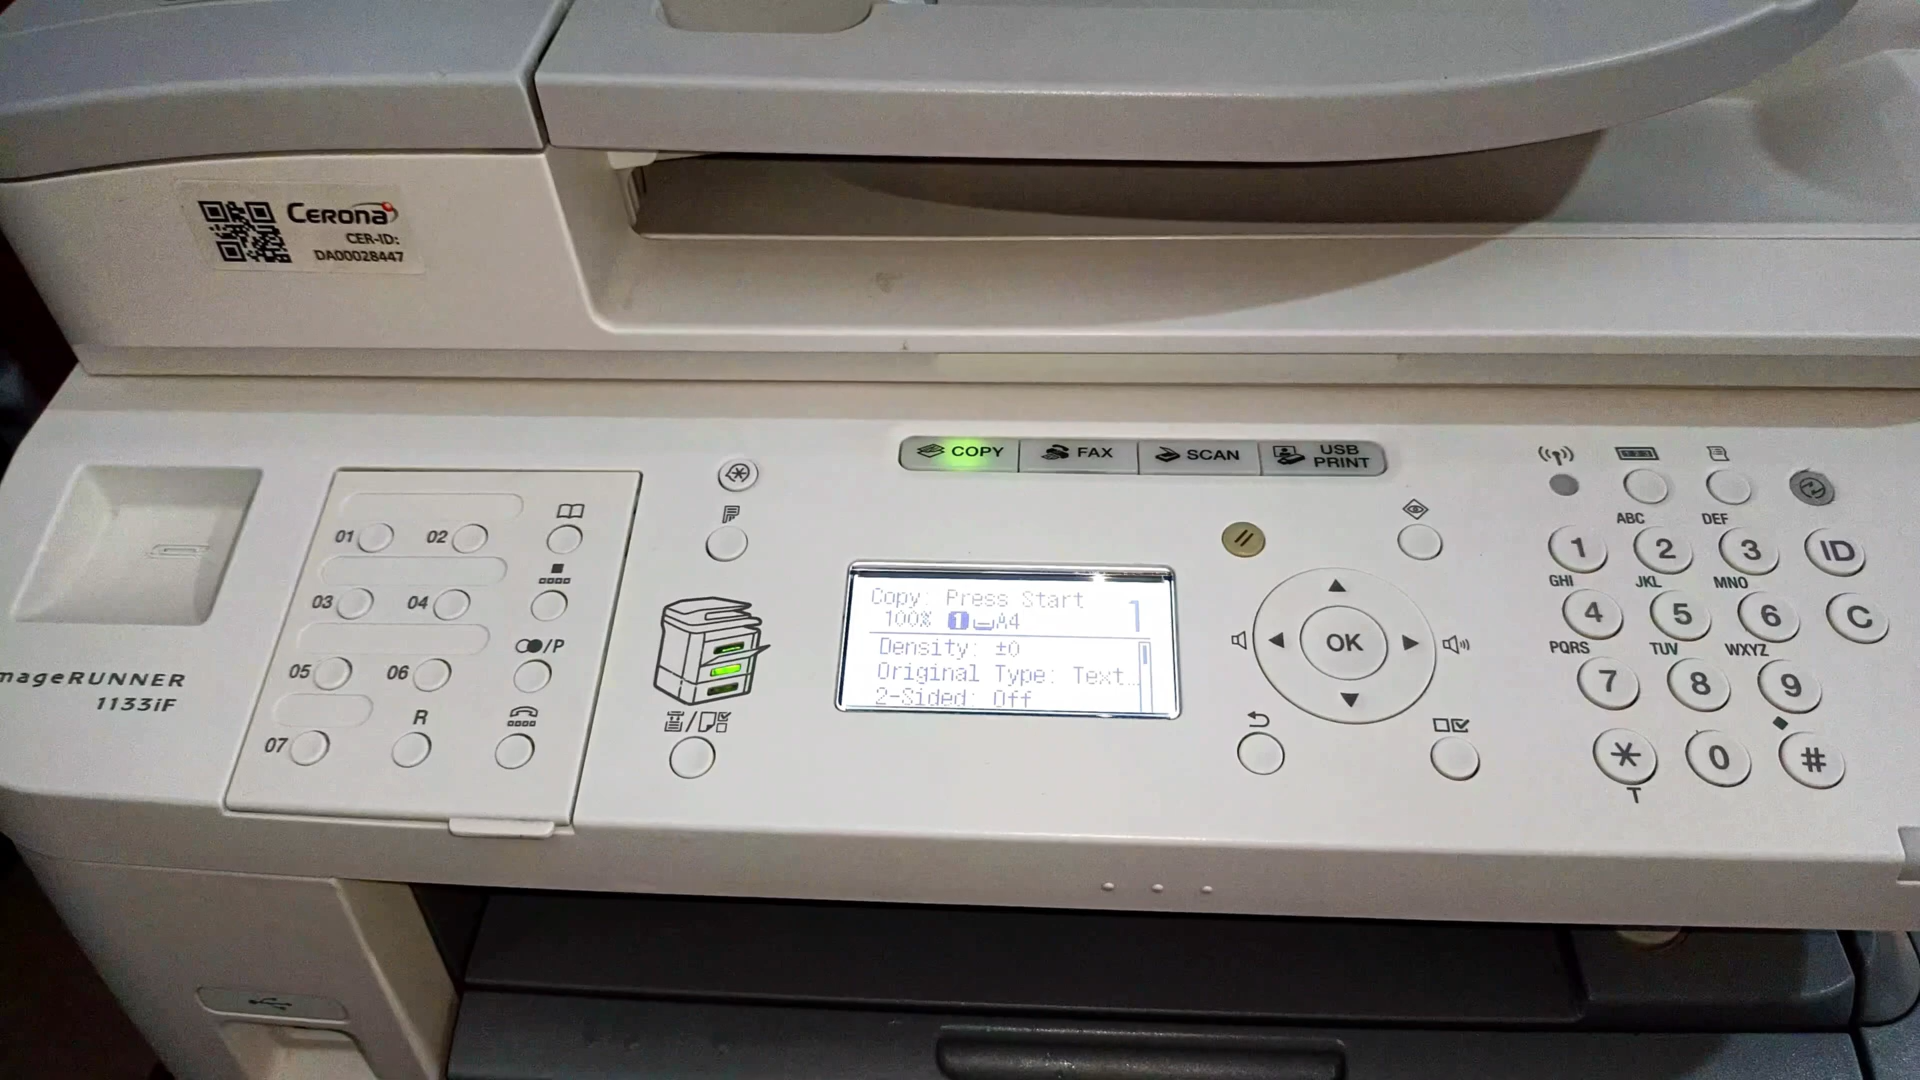 CERONA
CER-ID:
DA00028447
COPY
FAX
SCAN
USB
PRINT
01
02
03
04
05
06
/P
07
R
mageRUNNER
1133iF
Copy: Press Start
100% 1 A4 1
Density: ±0
Original Type: Text...
2-Sided: Off
OK
ABC
DEF
1
2
3
ID
GHI
JKL
MNO
4
5
6
C
PQRS
TUV
WXYZ
7
8
9
*
0
#
T